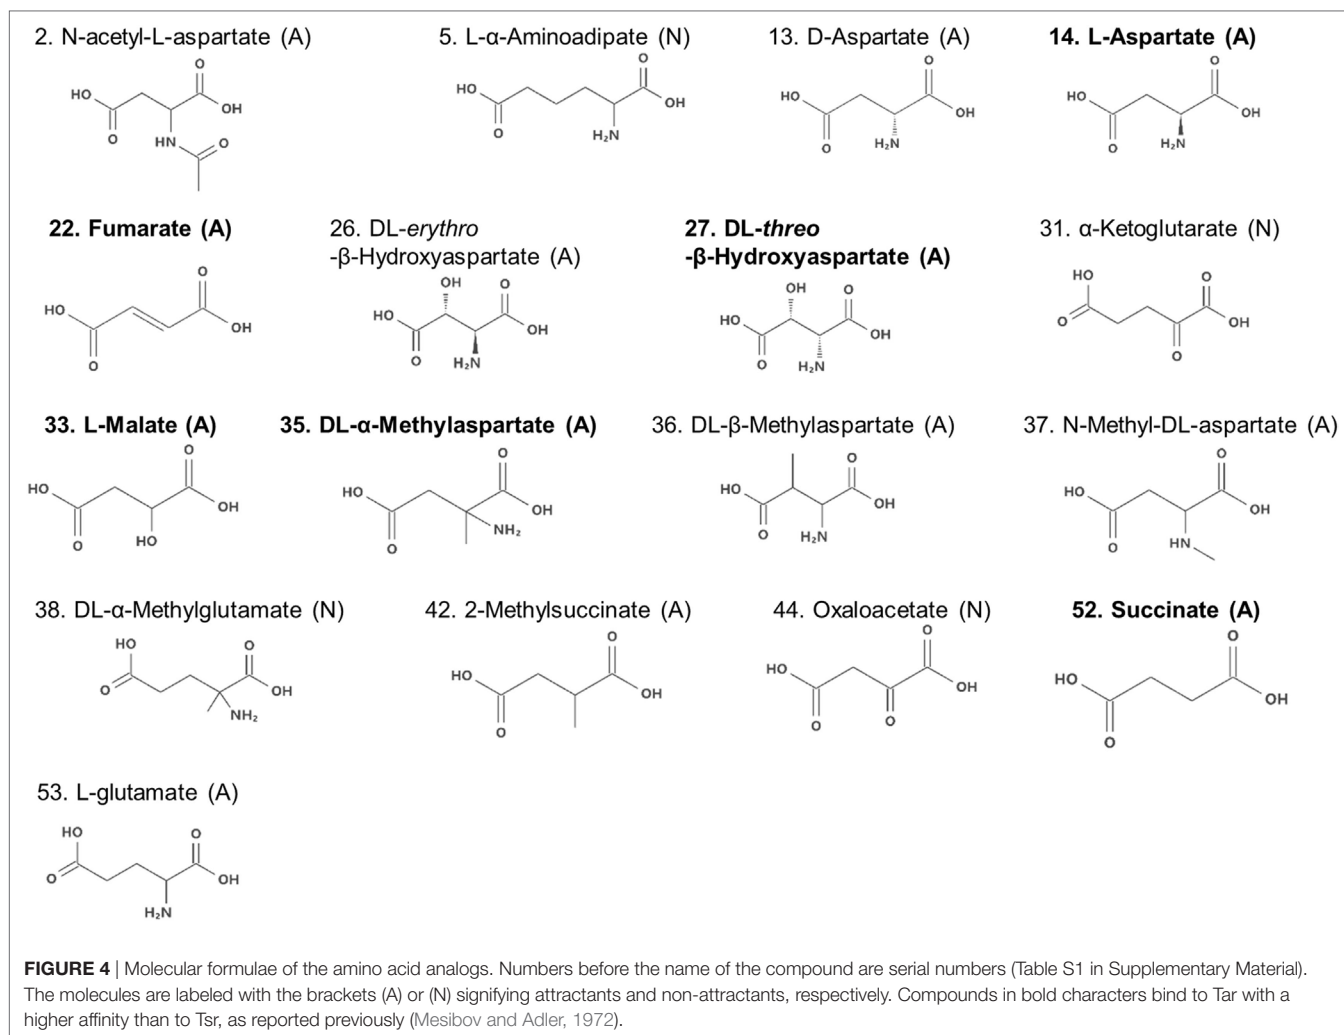 2. N-acetyl-L-aspartate (A)
5. L-α-Aminoadipate (N)
13. D-Aspartate (A)
14. L-Aspartate (A)
HO O O OH HN O
HO O O OH H₂N
HO O O OH H₂N
HO O O OH H₂N
22. Fumarate (A)
26. DL-erythro
-β-Hydroxyaspartate (A)
27. DL-threo
-β-Hydroxyaspartate (A)
31. α-Ketoglutarate (N)
HO O O OH
HO O OH O OH H₂N
HO O OH O OH H₂N
HO O O O OH
33. L-Malate (A)
35. DL-α-Methylaspartate (A)
36. DL-β-Methylaspartate (A)
37. N-Methyl-DL-aspartate (A)
HO O O OH HO
HO O O OH NH₂
HO O O OH H₂N
HO O O OH HN
38. DL-α-Methylglutamate (N)
42. 2-Methylsuccinate (A)
44. Oxaloacetate (N)
52. Succinate (A)
HO O O OH NH₂
HO O O OH
HO O O O OH
HO O O OH
53. L-glutamate (A)
HO O O OH H₂N
FIGURE 4 | Molecular formulae of the amino acid analogs. Numbers before the name of the compound are serial numbers (Table S1 in Supplementary Material).
The molecules are labeled with the brackets (A) or (N) signifying attractants and non-attractants, respectively. Compounds in bold characters bind to Tar with a
higher affinity than to Tsr, as reported previously (Mesibov and Adler, 1972).